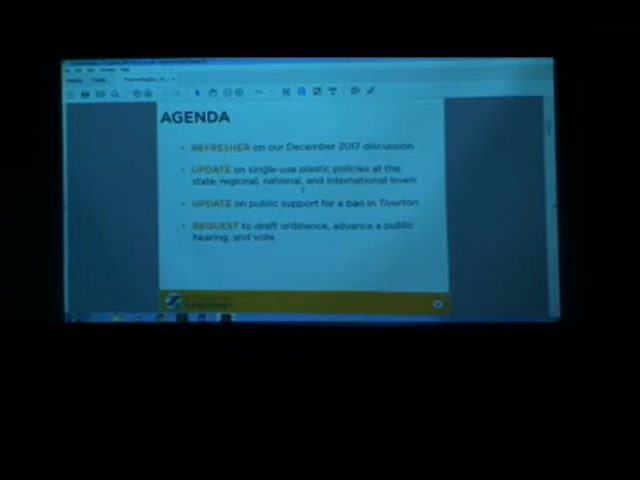 AGENDA
• REFRESHER on our December 2017 discussion
• UPDATE on single-use plastic policies at the
state, regional, national, and international levels
• UPDATE on public support for a ban in Tiverton
• REQUEST to draft ordinance, advance a public
hearing, and vote